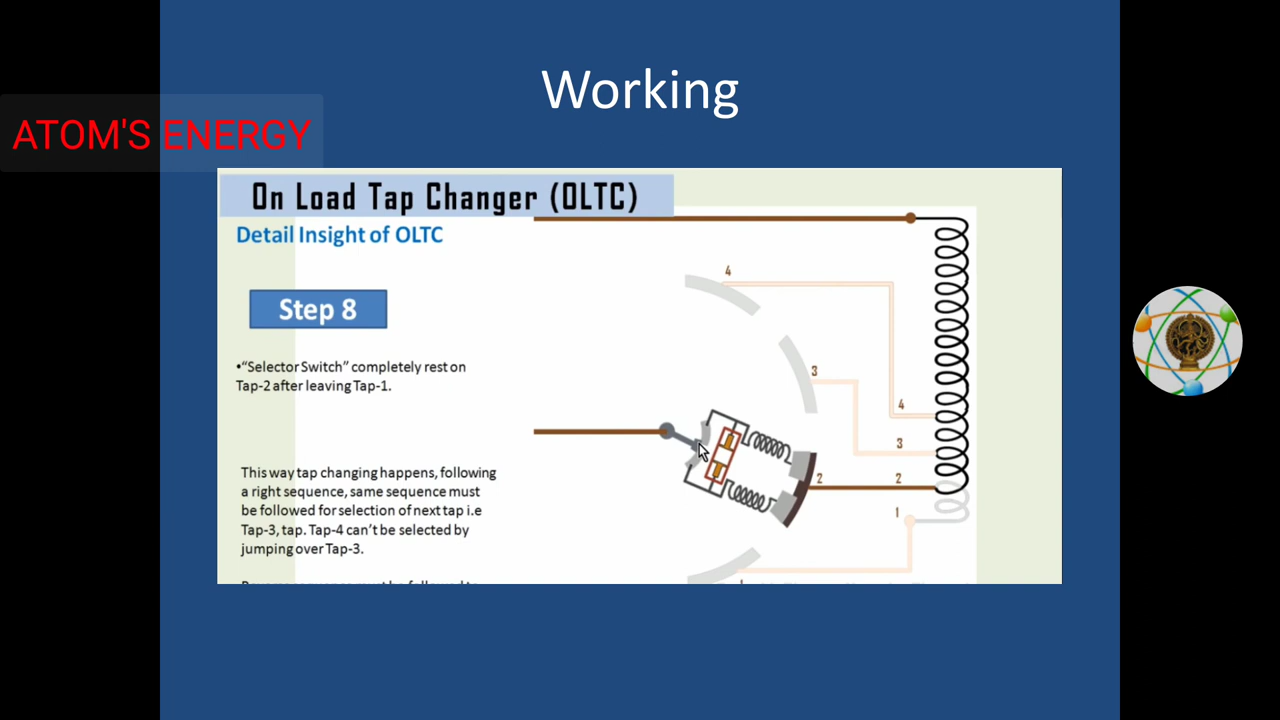 Working
ATOM'S ENERGY
On Load Tap Changer (OLTC)
Detail Insight of OLTC
Step 8
•“Selector Switch” completely rest on
Tap-2 after leaving Tap-1.
This way tap changing happens, following
a right sequence, same sequence must
be followed for selection of next tap i.e
Tap-3, tap. Tap-4 can’t be selected by
jumping over Tap-3.
4
3
2
4
3
2
1